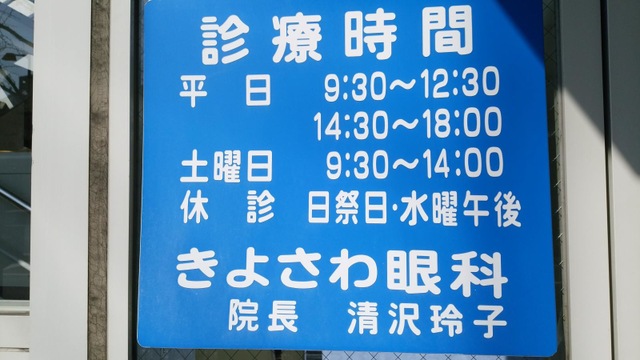 診療時間
平日 9:30～12:30
14:30～18:00
土曜日 9:30～14:00
休診 日祭日・水曜午後
きよさわ眼科
院長 清沢玲子